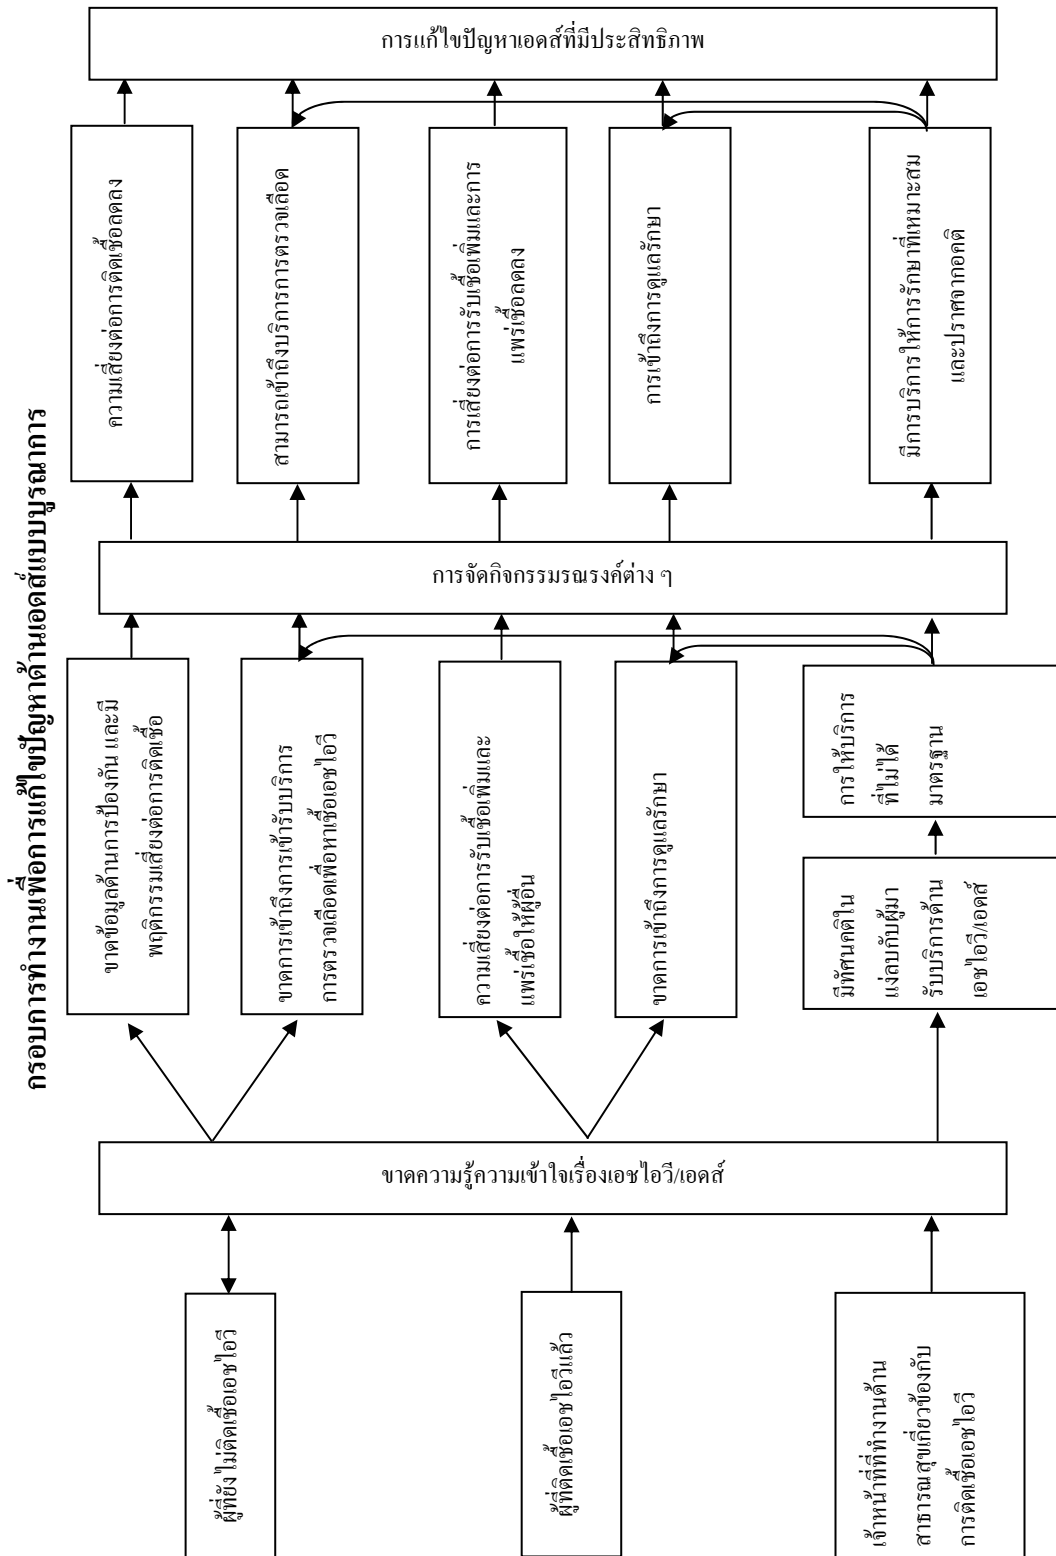 กรอบการทำงานเพื่อการแก้ไขปัญหาด้านเอดส์แบบบูรณาการ
ผู้ที่ยังไม่ติดเชื้อเอชไอวี
ผู้ที่ติดเชื้อเอชไอวีแล้ว
เจ้าหน้าที่ที่ทำงานด้าน
สาธารณสุขเกี่ยวข้องกับ
การติดเชื้อเอชไอวี
ขาดความรู้ความเข้าใจเรื่องเอชไอวี/เอดส์
ขาดข้อมูลด้านการป้องกัน และมี
พฤติกรรมเสี่ยงต่อการติดเชื้อ
ขาดการเข้าถึงการเข้ารับบริการ
การตรวจเลือดเพื่อหาเชื้อเอชไอวี
ความเสี่ยงต่อการรับเชื้อเพิ่มและ
แพร่เชื้อให้ผู้อื่น
ขาดการเข้าถึงการดูแลรักษา
มีทัศนคติใน
แง่ลบกับผู้มา
รับบริการด้าน
เอชไอวี/เอดส์
การให้บริการ
ที่ไม่ได้
มาตรฐาน
การจัดกิจกรรมรณรงค์ต่าง ๆ
ความเสี่ยงต่อการติดเชื้อลดลง
สามารถเข้าถึงบริการการตรวจเลือด
การเสี่ยงต่อการรับเชื้อเพิ่มและการ
แพร่เชื้อลดลง
การเข้าถึงการดูแลรักษา
มีการบริการให้การรักษาที่เหมาะสม
และปราศจากอคติ
การแก้ไขปัญหาเอดส์ที่มีประสิทธิภาพ